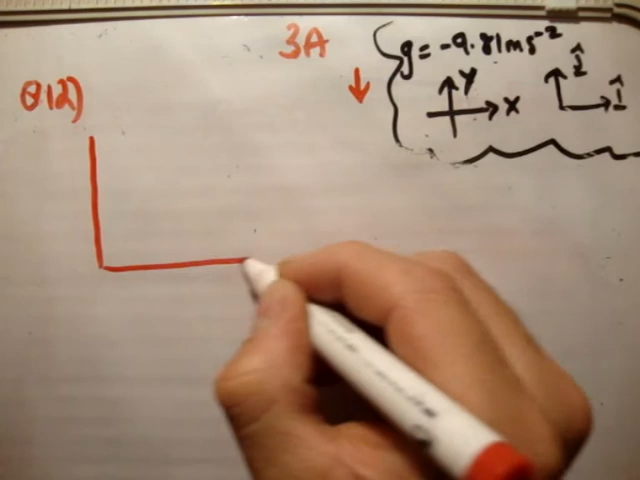 3A
Q12)
g = -9.81ms⁻²
Y
X
ĵ
î